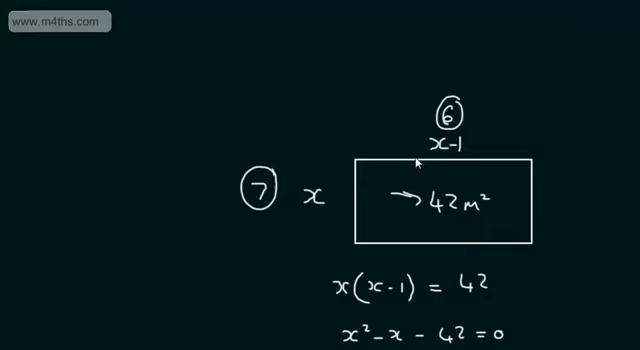 www.m4ths.com
6
x-1
7 x → 42m²
x(x-1) = 42
x² - x - 42 = 0